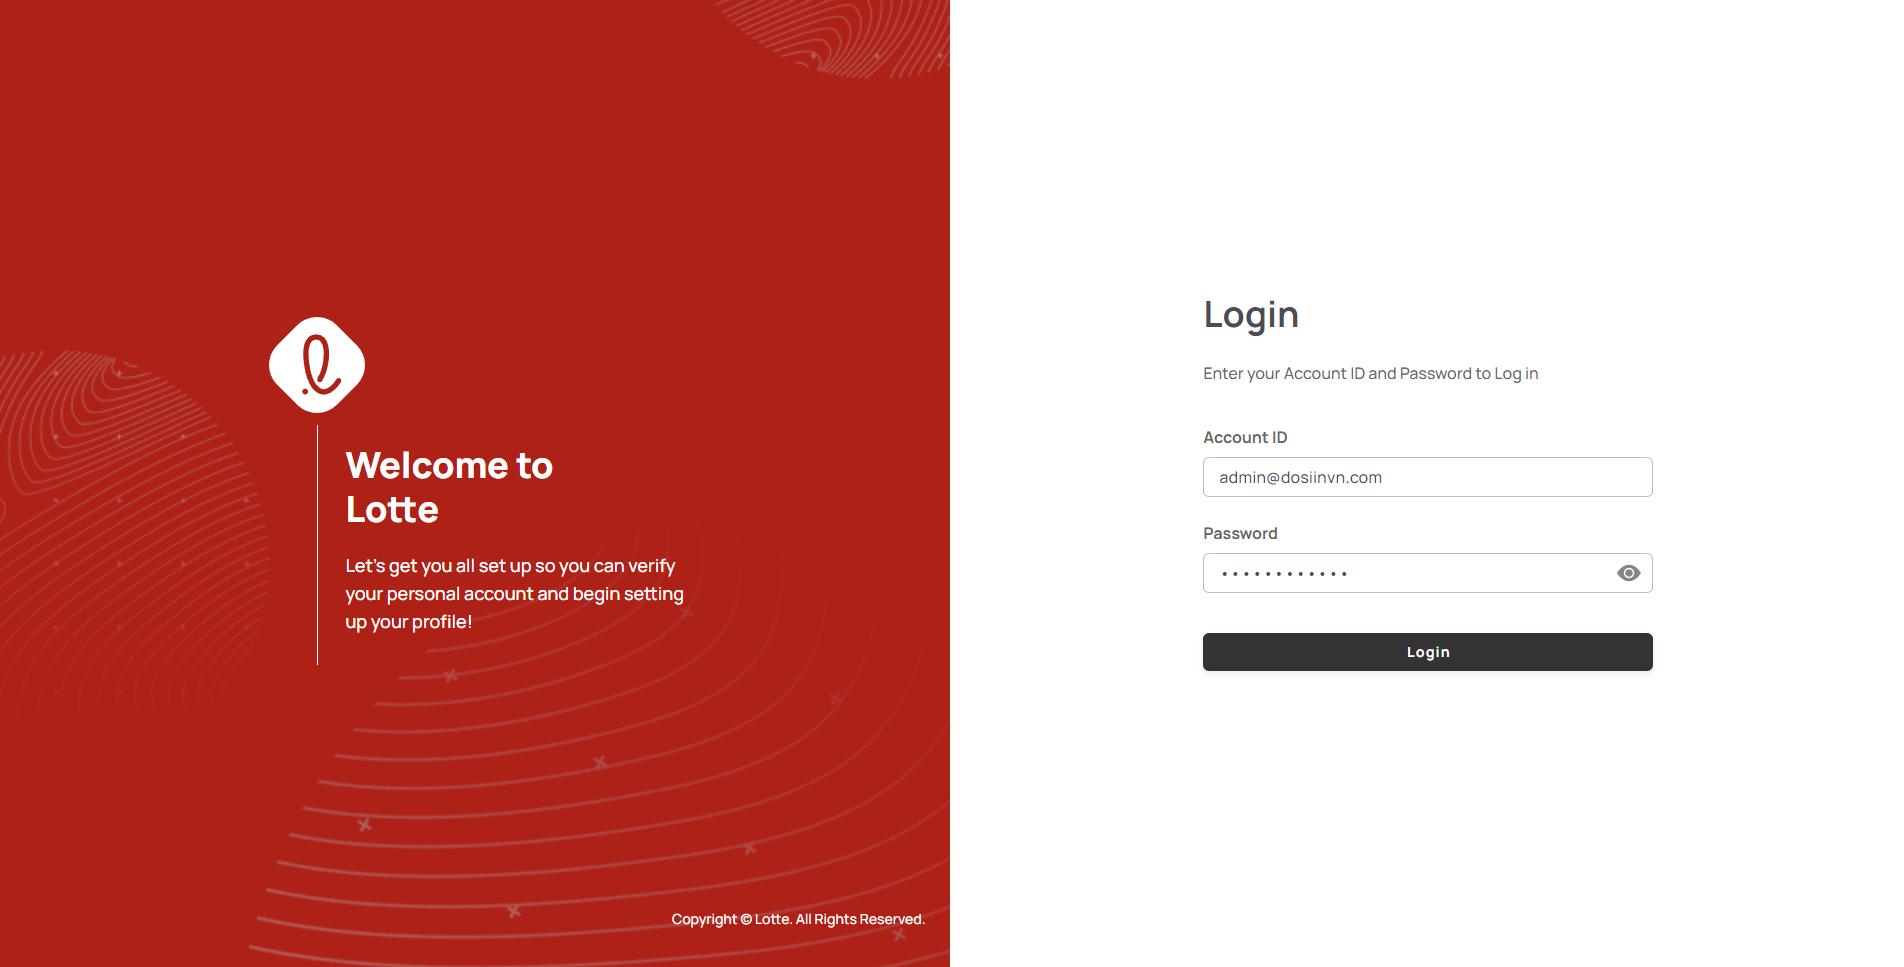 Welcome to
Lotte
Let's get you all set up so you can verify
your personal account and begin setting
up your profile!
Copyright © Lotte. All Rights Reserved.
Login
Enter your Account ID and Password to Log in
Account ID
admin@dosiinvn.com
Password
••••••••••••
Login